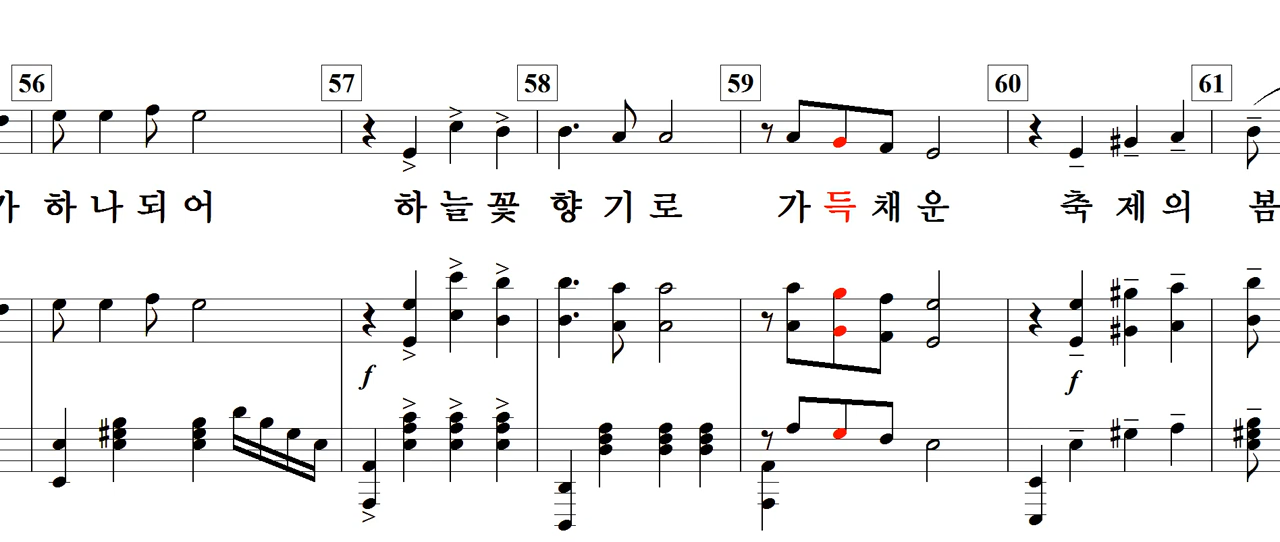 56 57 58 59 60 61
하 나 되 어 하 늘 꽃 향 기 로 가 득 채 운 축 제 의 봄
f f